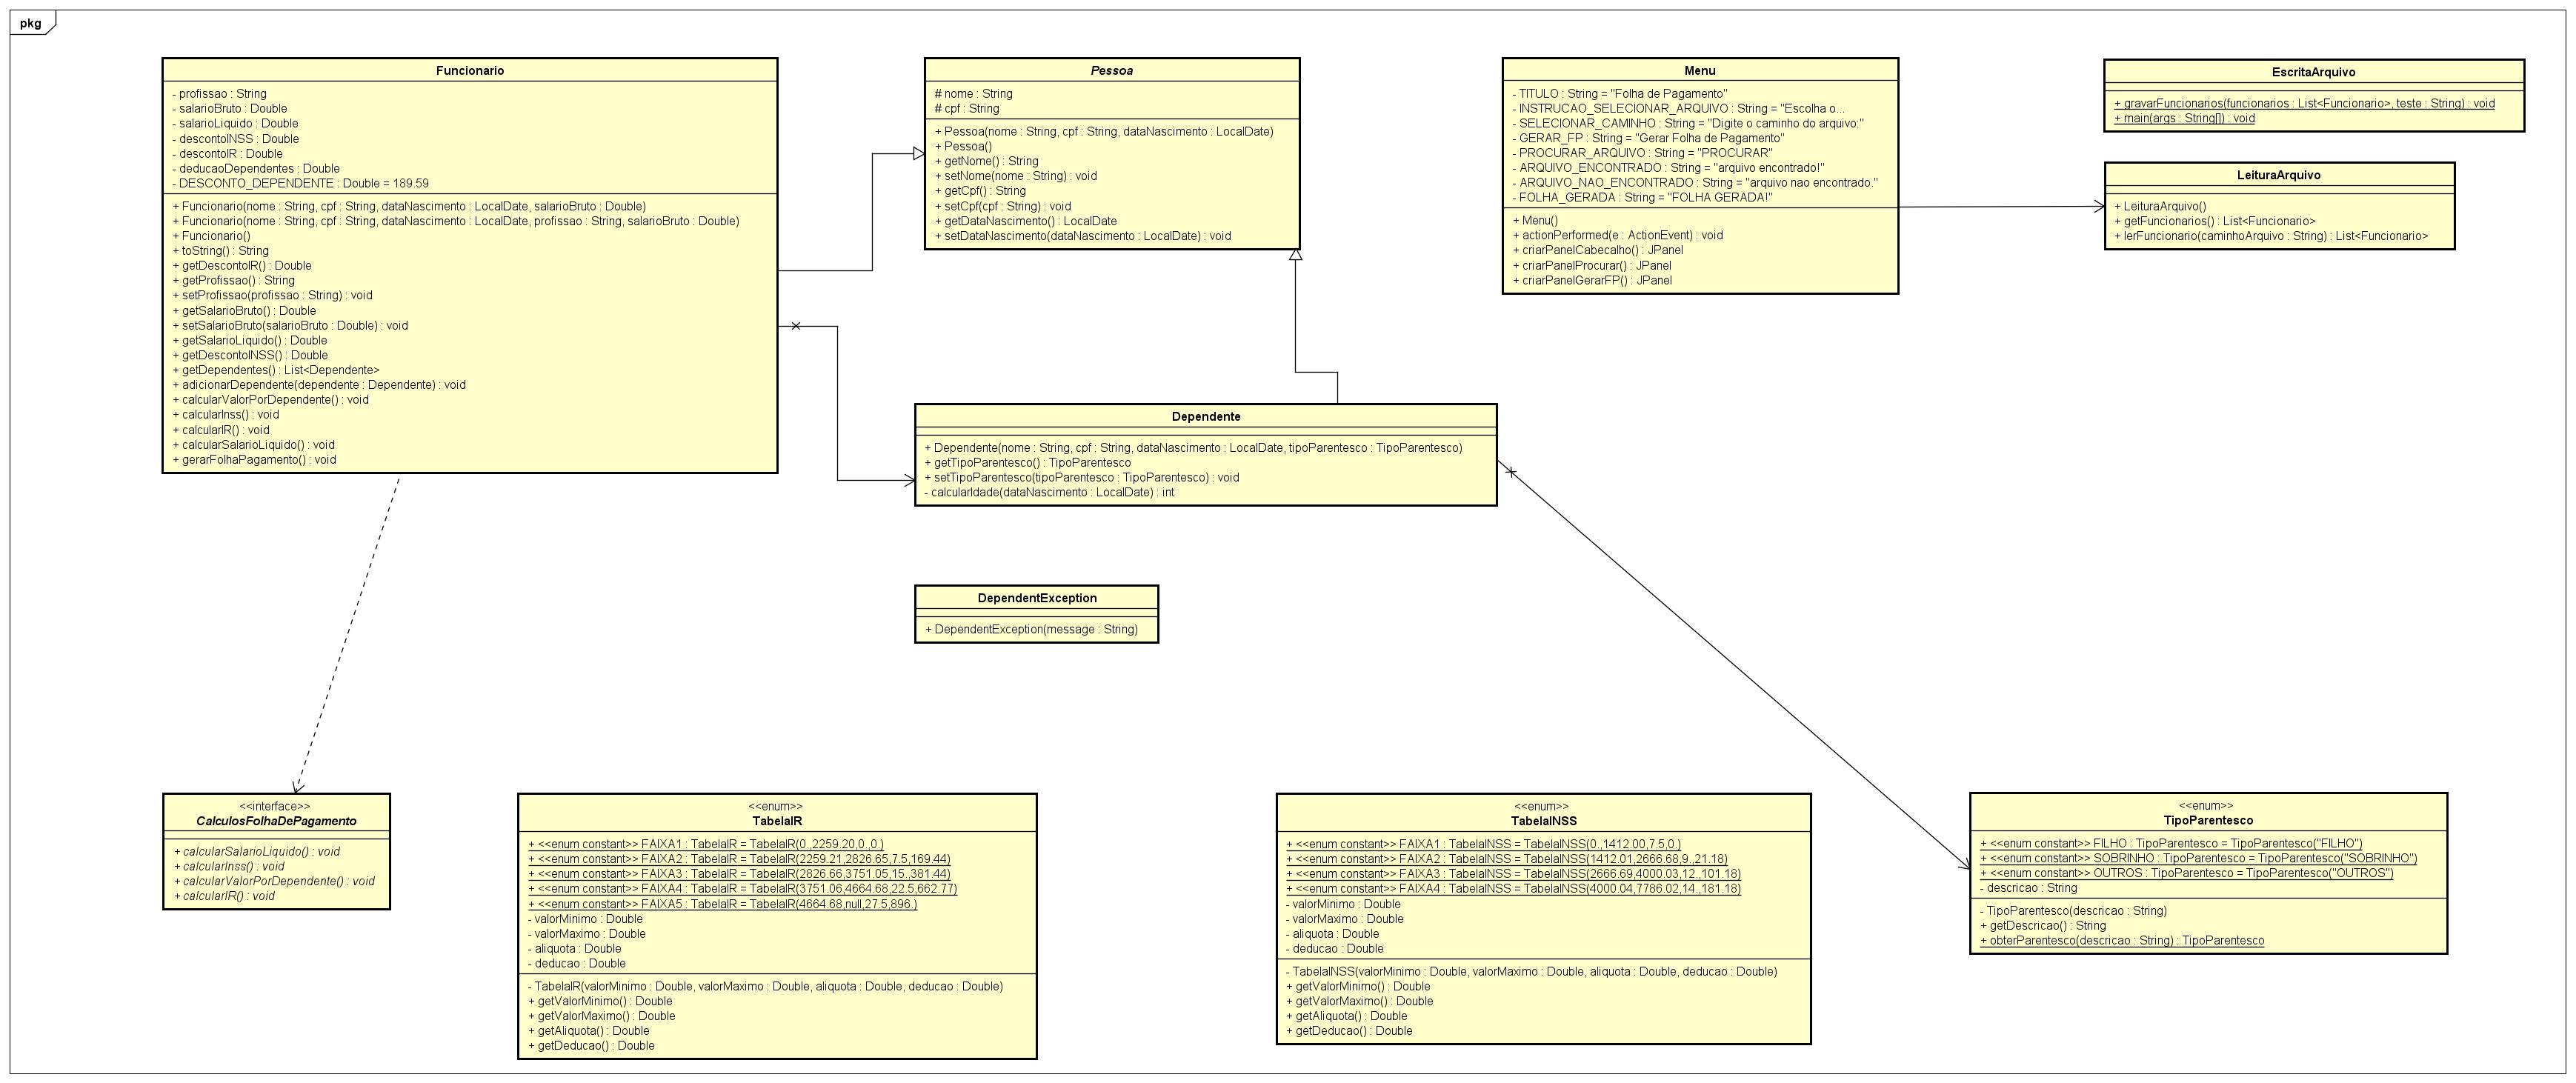 pkg
Funcionario
- profissao : String
- salarioBruto : Double
- salarioLiquido : Double
- descontoINSS : Double
- descontoIR : Double
- deducaoDependentes : Double
- DESCONTO_DEPENDENTE : Double = 189.59
+ Funcionario(nome : String, cpf : String, dataNascimento : LocalDate, salarioBruto : Double)
+ Funcionario(nome : String, cpf : String, dataNascimento : LocalDate, profissao : String, salarioBruto : Double)
+ Funcionario()
+ toString() : String
+ getDescontoIR() : Double
+ getProfissao() : String
+ setProfissao(profissao : String) : void
+ getSalarioBruto() : Double
+ setSalarioBruto(salarioBruto : Double) : void
+ getSalarioLiquido() : Double
+ getDescontoINSS() : Double
+ getDependentes() : List<Dependente>
+ adicionarDependente(dependente : Dependente) : void
+ calcularValorPorDependente() : void
+ calcularInss() : void
+ calcularIR() : void
+ calcularSalarioLiquido() : void
+ gerarFolhaPagamento() : void
Pessoa
# nome : String
# cpf : String
+ Pessoa(nome : String, cpf : String, dataNascimento : LocalDate)
+ Pessoa()
+ getNome() : String
+ setNome(nome : String) : void
+ getCpf() : String
+ setCpf(cpf : String) : void
+ getDataNascimento() : LocalDate
+ setDataNascimento(dataNascimento : LocalDate) : void
Menu
- TITULO : String = "Folha de Pagamento"
- INSTRUCAO_SELECIONAR_ARQUIVO : String = "Escolha o...
- SELECIONAR_CAMINHO : String = "Digite o caminho do arquivo:"
- GERAR_FP : String = "Gerar Folha de Pagamento"
- PROCURAR_ARQUIVO : String = "PROCURAR"
- ARQUIVO_ENCONTRADO : String = "arquivo encontrado!"
- ARQUIVO_NAO_ENCONTRADO : String = "arquivo nao encontrado."
- FOLHA_GERADA : String = "FOLHA GERADA!"
+ Menu()
+ actionPerformed(e : ActionEvent) : void
+ criarPanelCabecalho() : JPanel
+ criarPanelProcurar() : JPanel
+ criarPanelGerarFP() : JPanel
EscritaArquivo
+ gravarFuncionarios(funcionarios : List<Funcionario>, teste : String) : void
+ main(args : String[]) : void
LeituraArquivo
+ LeituraArquivo()
+ getFuncionarios() : List<Funcionario>
+ lerFuncionario(caminhoArquivo : String) : List<Funcionario>
Dependente
+ Dependente(nome : String, cpf : String, dataNascimento : LocalDate, tipoParentesco : TipoParentesco)
+ getTipoParentesco() : TipoParentesco
+ setTipoParentesco(tipoParentesco : TipoParentesco) : void
- calcularIdade(dataNascimento : LocalDate) : int
DependentException
+ DependentException(message : String)
<<interface>>
CalculosFolhaDePagamento
+ calcularSalarioLiquido() : void
+ calcularInss() : void
+ calcularValorPorDependente() : void
+ calcularIR() : void
<<enum>>
TabelaIR
+ <<enum constant>> FAIXA1 : TabelaIR = TabelaIR(0.,2259.20,0.,0.)
+ <<enum constant>> FAIXA2 : TabelaIR = TabelaIR(2259.21,2826.65,7.5,169.44)
+ <<enum constant>> FAIXA3 : TabelaIR = TabelaIR(2826.66,3751.05,15.,381.44)
+ <<enum constant>> FAIXA4 : TabelaIR = TabelaIR(3751.06,4664.68,22.5,662.77)
+ <<enum constant>> FAIXA5 : TabelaIR = TabelaIR(4664.68,null,27.5,896.)
- valorMinimo : Double
- valorMaximo : Double
- aliquota : Double
- deducao : Double
- TabelaIR(valorMinimo : Double, valorMaximo : Double, aliquota : Double, deducao : Double)
+ getValorMinimo() : Double
+ getValorMaximo() : Double
+ getAliquota() : Double
+ getDeducao() : Double
<<enum>>
TabelaINSS
+ <<enum constant>> FAIXA1 : TabelaINSS = TabelaINSS(0.,1412.00,7.5,0.)
+ <<enum constant>> FAIXA2 : TabelaINSS = TabelaINSS(1412.01,2666.68,9.,21.18)
+ <<enum constant>> FAIXA3 : TabelaINSS = TabelaINSS(2666.69,4000.03,12.,101.18)
+ <<enum constant>> FAIXA4 : TabelaINSS = TabelaINSS(4000.04,7786.02,14.,181.18)
- valorMinimo : Double
- valorMaximo : Double
- aliquota : Double
- deducao : Double
- TabelaINSS(valorMinimo : Double, valorMaximo : Double, aliquota : Double, deducao : Double)
+ getValorMinimo() : Double
+ getValorMaximo() : Double
+ getAliquota() : Double
+ getDeducao() : Double
<<enum>>
TipoParentesco
+ <<enum constant>> FILHO : TipoParentesco = TipoParentesco("FILHO")
+ <<enum constant>> SOBRINHO : TipoParentesco = TipoParentesco("SOBRINHO")
+ <<enum constant>> OUTROS : TipoParentesco = TipoParentesco("OUTROS")
- descricao : String
- TipoParentesco(descricao : String)
+ getDescricao() : String
+ obterParentesco(descricao : String) : TipoParentesco